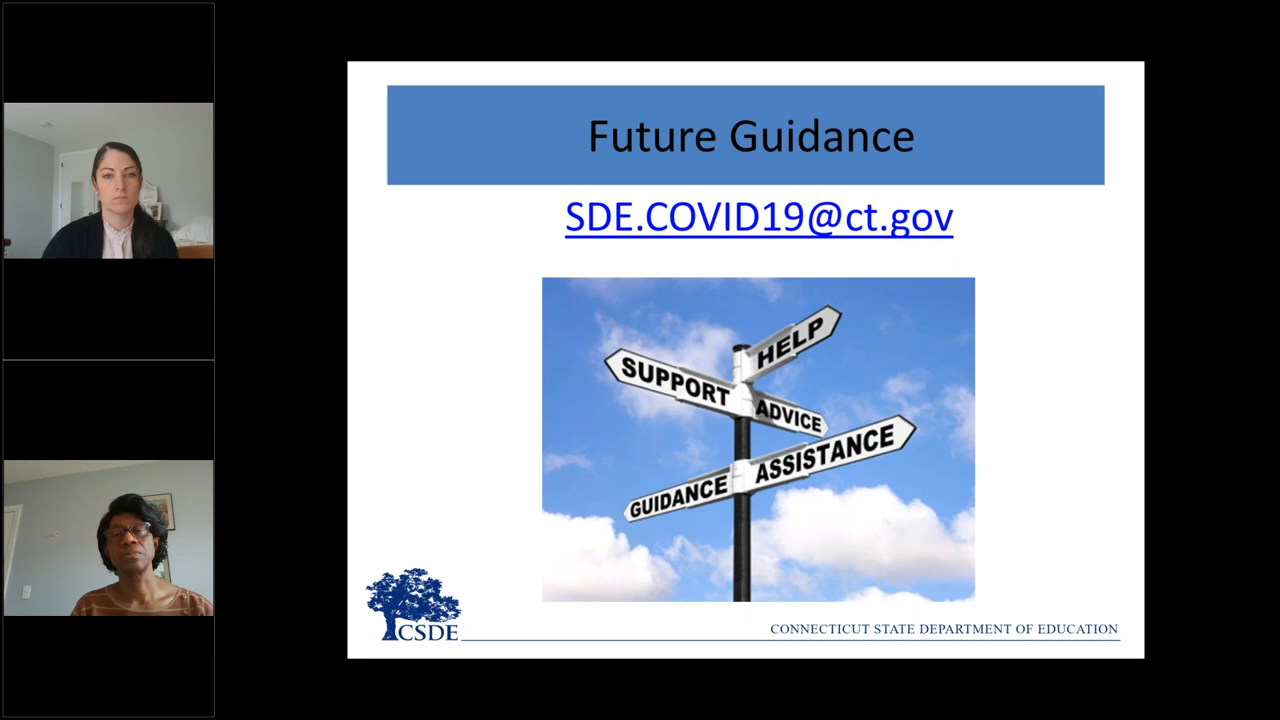 Future Guidance
SDE.COVID19@ct.gov
HELP
SUPPORT
ADVICE
ASSISTANCE
GUIDANCE
CSDE
CONNECTICUT STATE DEPARTMENT OF EDUCATION